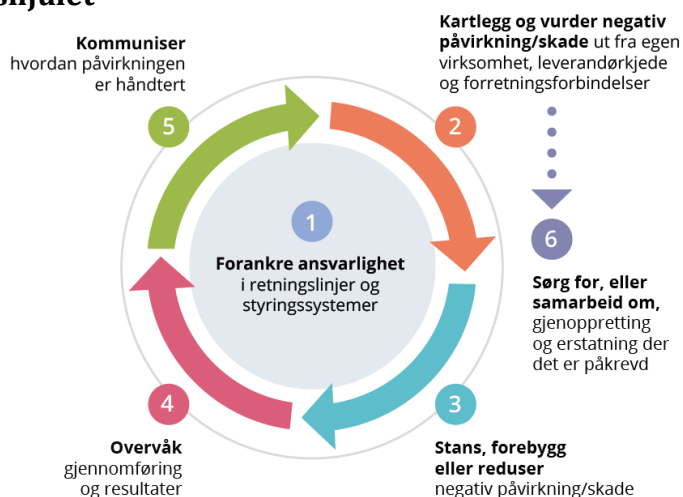 Kartlegg og vurder negativ
påvirkning/skade ut fra egen
virksomhet, leverandørkjede
og forretningsforbindelser
Kommuniser
hvordan påvirkningen
er håndtert
5
2
1
Forankre ansvarlighet
i retningslinjer og
styringssystemer
6
Sørg for, eller
samarbeid om,
gjenoppretting
og erstatning der
det er påkrevd
4
3
Overvåk
gjennomføring
og resultater
Stans, forebygg
eller reduser
negativ påvirkning/skade